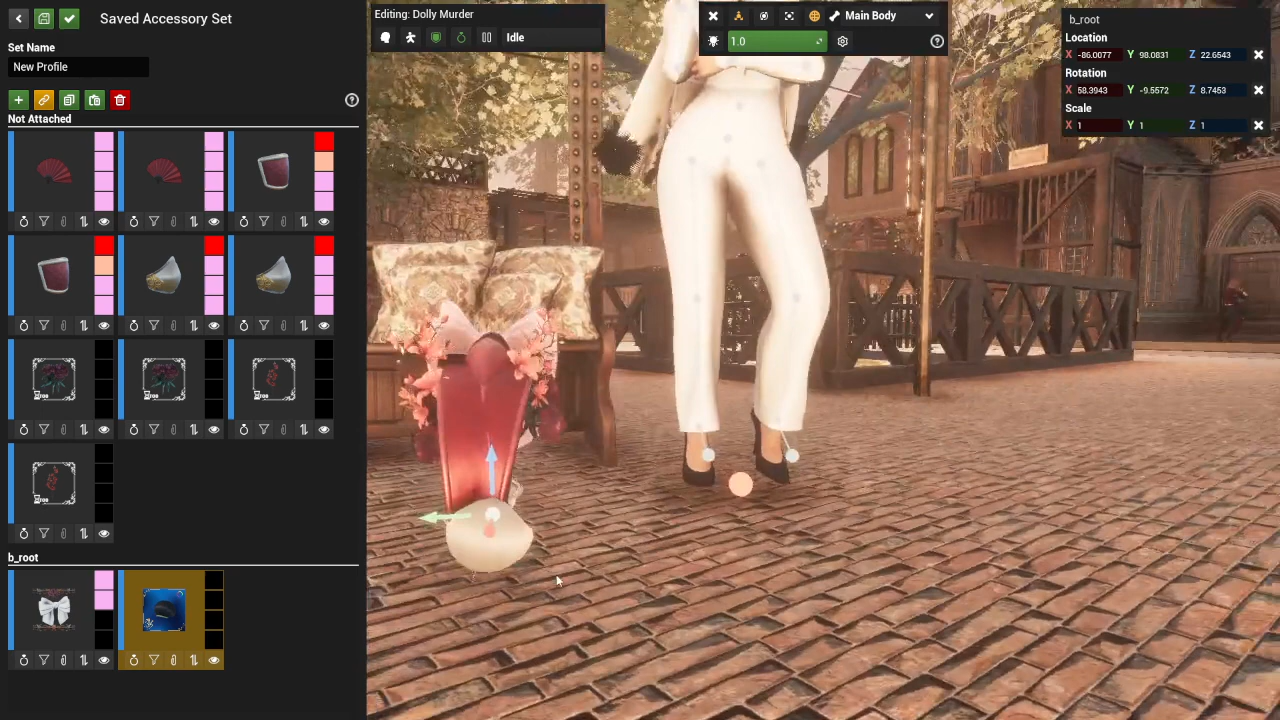 Saved Accessory Set
Set Name
New Profile
Not Attached
b_root
Editing: Dolly Murder
Idle
Main Body
1.0
b_root
Location
X -86.0077 Y 98.0831 Z 22.6543
Rotation
X 58.3943 Y -9.5572 Z 8.7453
Scale
X 1 Y 1 Z 1